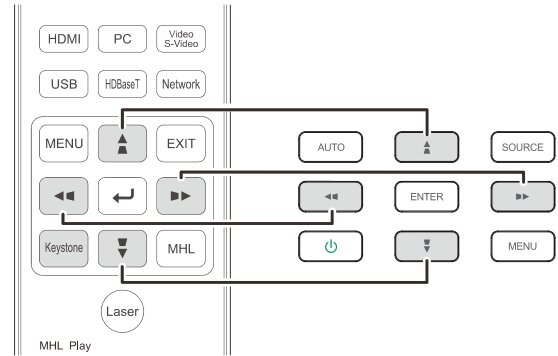 HDMI
PC
Video
S-Video
USB
HDBaseT
Network
MENU
EXIT
Keystone
MHL
Laser
MHL Play
AUTO
SOURCE
ENTER
MENU